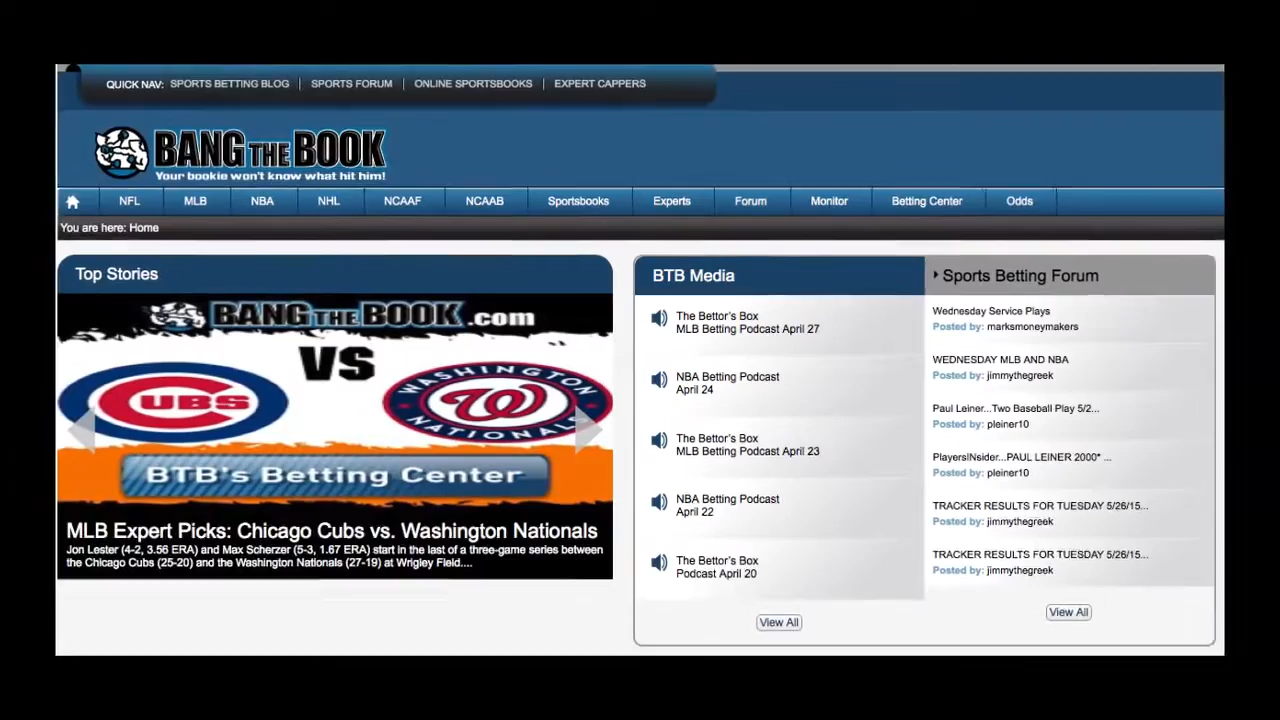 QUICK NAV: SPORTS BETTING BLOG | SPORTS FORUM | ONLINE SPORTSBOOKS | EXPERT CAPPERS
BANG THE BOOK
Your bookie won't know what hit him!
NFL MLB NBA NHL NCAAF NCAAB Sportsbooks Experts Forum Monitor Betting Center Odds
You are here: Home
Top Stories
BANG THE BOOK .com
VS
CUBS
WASHINGTON NATIONALS
W
BTB's Betting Center
MLB Expert Picks: Chicago Cubs vs. Washington Nationals
Jon Lester (4-2, 3.56 ERA) and Max Scherzer (5-3, 1.67 ERA) start in the last of a three-game series between
the Chicago Cubs (25-20) and the Washington Nationals (27-19) at Wrigley Field....
BTB Media
The Bettor's Box
MLB Betting Podcast April 27
NBA Betting Podcast
April 24
The Bettor's Box
MLB Betting Podcast April 23
NBA Betting Podcast
April 22
The Bettor's Box
Podcast April 20
View All
Sports Betting Forum
Wednesday Service Plays
Posted by: marksmoneymakers
WEDNESDAY MLB AND NBA
Posted by: jimmythegreek
Paul Leiner...Two Baseball Play 5/2...
Posted by: pleiner10
Players!Nsider...PAUL LEINER 2000* ...
Posted by: pleiner10
TRACKER RESULTS FOR TUESDAY 5/26/15...
Posted by: jimmythegreek
TRACKER RESULTS FOR TUESDAY 5/26/15...
Posted by: jimmythegreek
View All